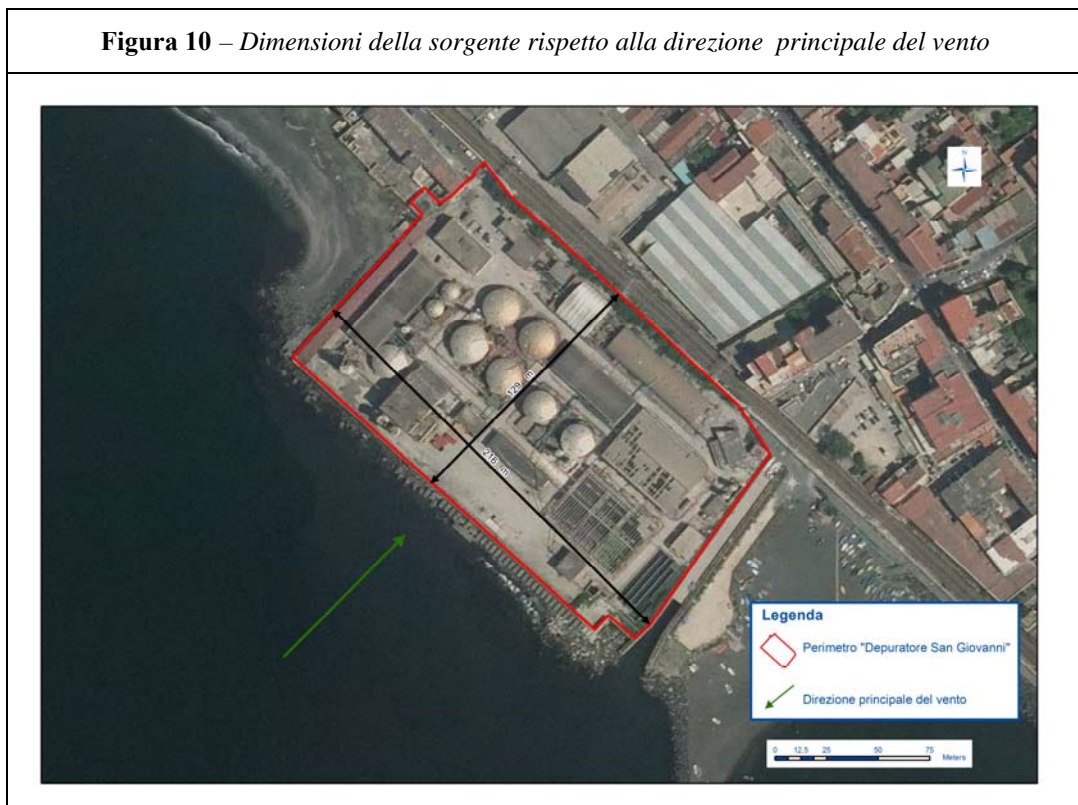 Figura 10 – Dimensioni della sorgente rispetto alla direzione principale del vento
N
129 m
216 m
Legenda
Perimetro "Depuratore San Giovanni"
Direzione principale del vento
0 12,5 25 50 75
Meters